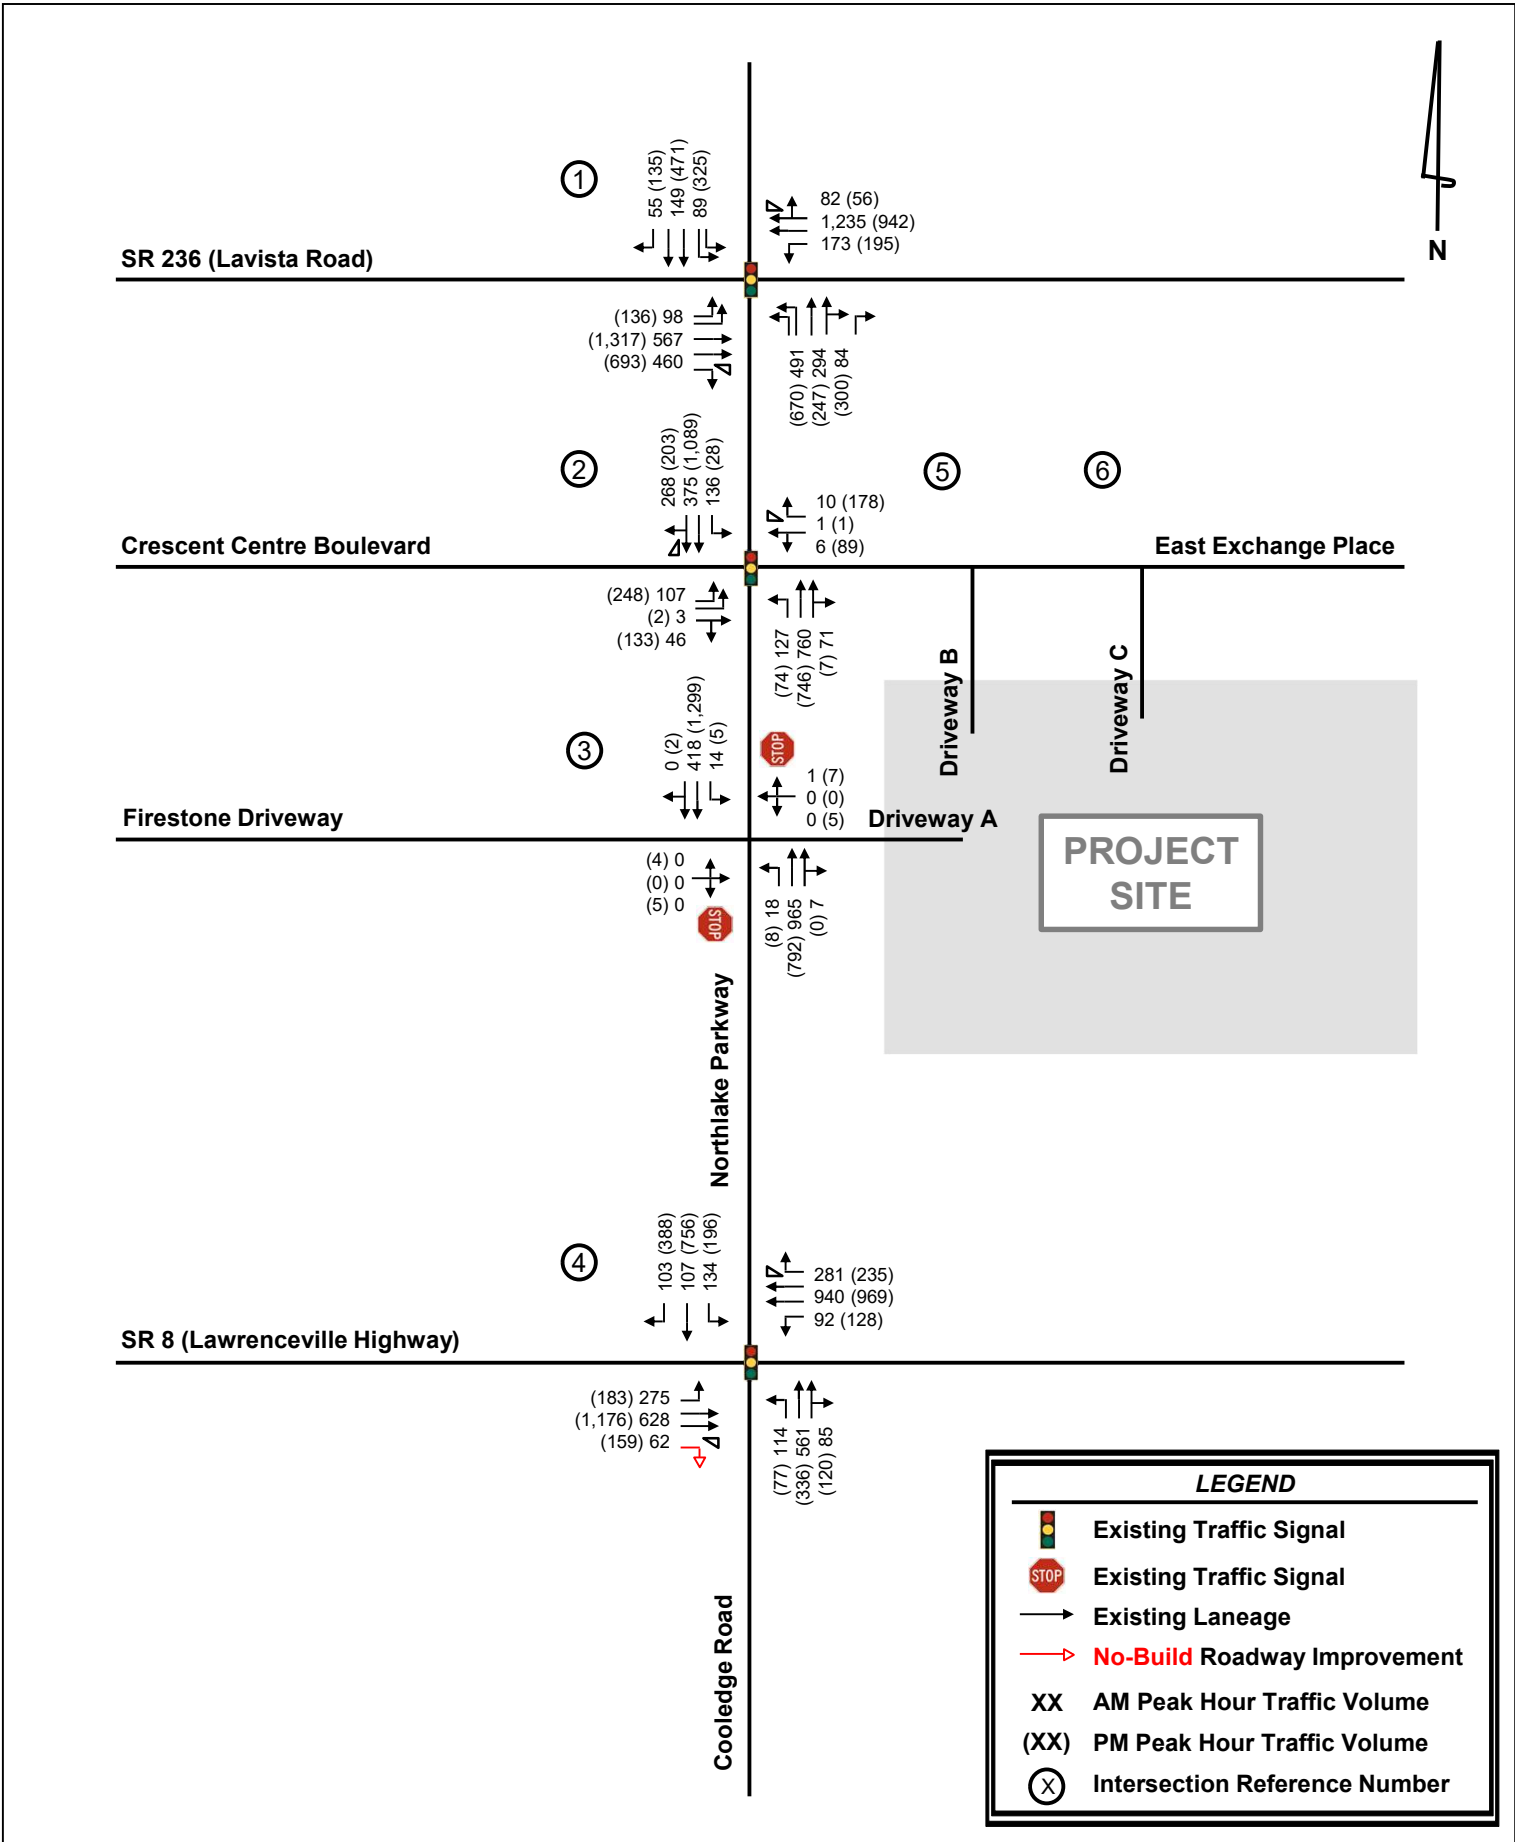 N
1
55 (135)
149 (471)
89 (325)
82 (56)
1,235 (942)
173 (195)
SR 236 (Lavista Road)
(136) 98
(1,317) 567
(693) 460
(670) 491
(247) 294
(300) 84
2
268 (203)
375 (1,089)
136 (28)
10 (178)
1 (1)
6 (89)
5
6
Crescent Centre Boulevard
East Exchange Place
(248) 107
(2) 3
(133) 46
(74) 127
(746) 760
(7) 71
Driveway B
Driveway C
3
0 (2)
418 (1,299)
14 (5)
STOP
1 (7)
0 (0)
0 (5)
Firestone Driveway
Driveway A
(4) 0
(0) 0
(5) 0
STOP
(8) 18
(792) 965
(0) 7
PROJECT
SITE
Northlake Parkway
4
103 (388)
107 (756)
134 (196)
281 (235)
940 (969)
92 (128)
SR 8 (Lawrenceville Highway)
(183) 275
(1,176) 628
(159) 62
(77) 114
(336) 561
(120) 85
Cooledge Road
LEGEND
Existing Traffic Signal
STOP Existing Traffic Signal
Existing Laneage
No-Build Roadway Improvement
XX AM Peak Hour Traffic Volume
(XX) PM Peak Hour Traffic Volume
X Intersection Reference Number